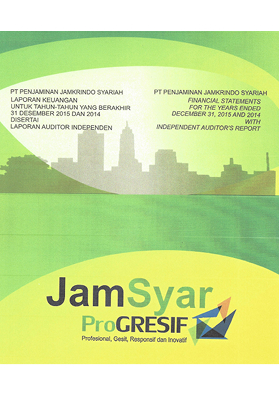 PT PENJAMINAN JAMKRINDO SYARIAH
LAPORAN KEUANGAN
UNTUK TAHUN-TAHUN YANG BERAKHIR
31 DESEMBER 2015 DAN 2014
DISERTAI
LAPORAN AUDITOR INDEPENDEN
PT PENJAMINAN JAMKRINDO SYARIAH
FINANCIAL STATEMENTS
FOR THE YEARS ENDED
DECEMBER 31, 2015 AND 2014
WITH
INDEPENDENT AUDITOR'S REPORT
JamSyar
ProGRESIF
Profesional, Gesit, Responsif dan Inovatif